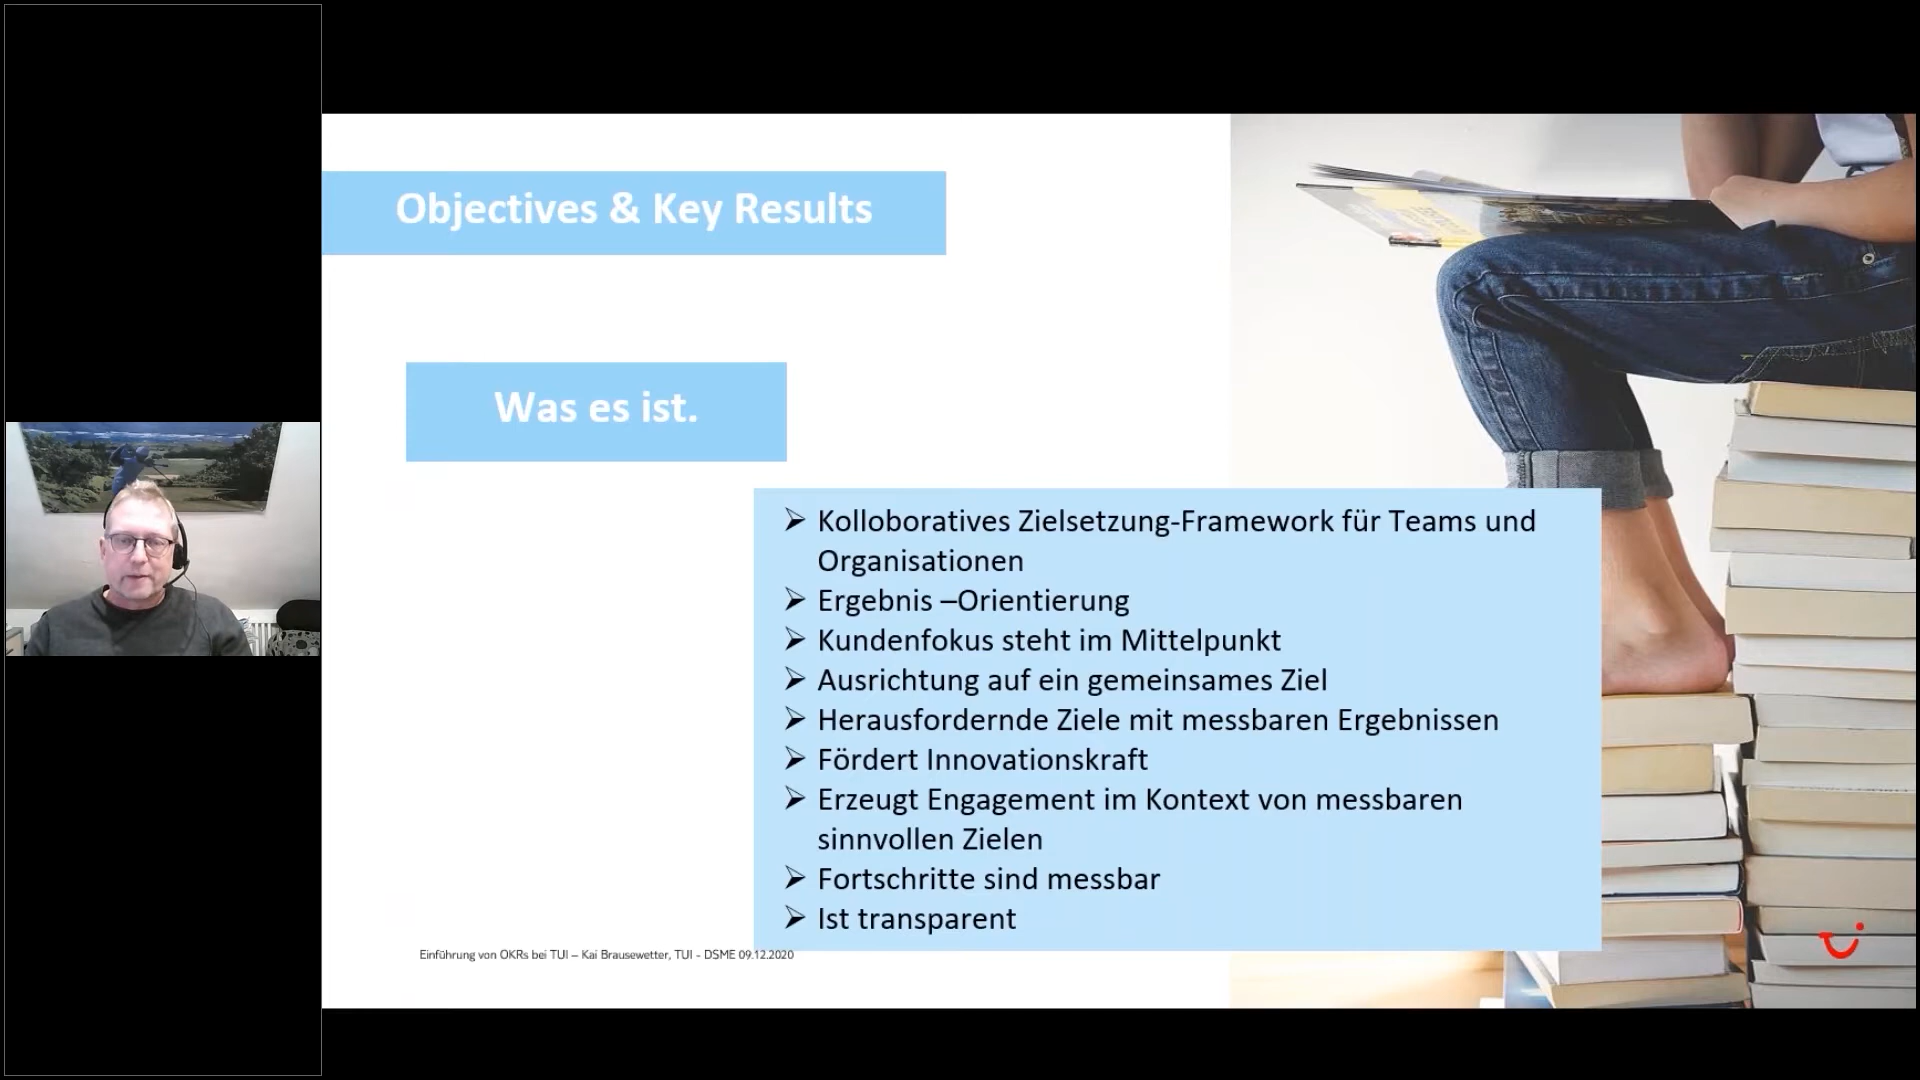 Objectives & Key Results
Was es ist.
➢ Kolloboratives Zielsetzung-Framework für Teams und
Organisationen
➢ Ergebnis –Orientierung
➢ Kundenfokus steht im Mittelpunkt
➢ Ausrichtung auf ein gemeinsames Ziel
➢ Herausfordernde Ziele mit messbaren Ergebnissen
➢ Fördert Innovationskraft
➢ Erzeugt Engagement im Kontext von messbaren
sinnvollen Zielen
➢ Fortschritte sind messbar
➢ Ist transparent
Einführung von OKRs bei TUI – Kai Brausewetter, TUI - DSME 09.12.2020